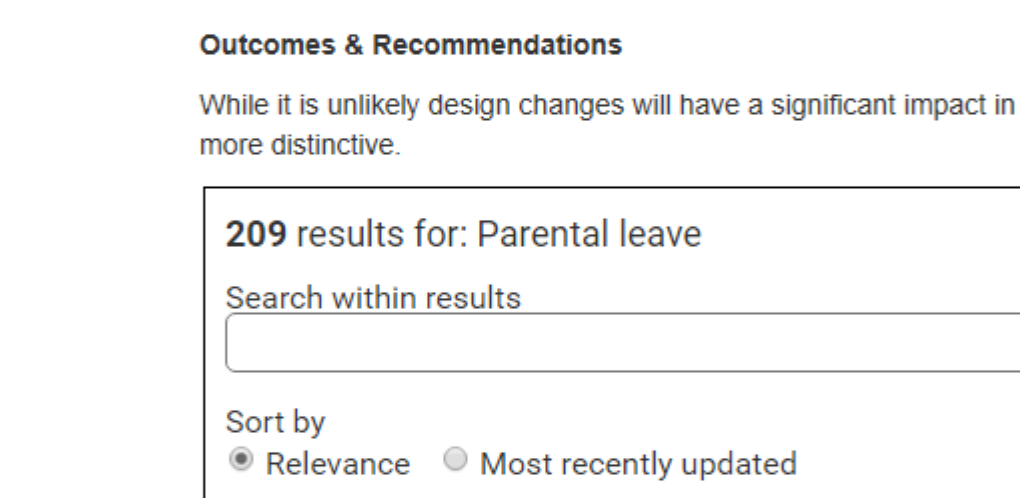 Outcomes & Recommendations
While it is unlikely design changes will have a significant impact in
more distinctive.
209 results for: Parental leave
Search within results
Sort by
Relevance Most recently updated